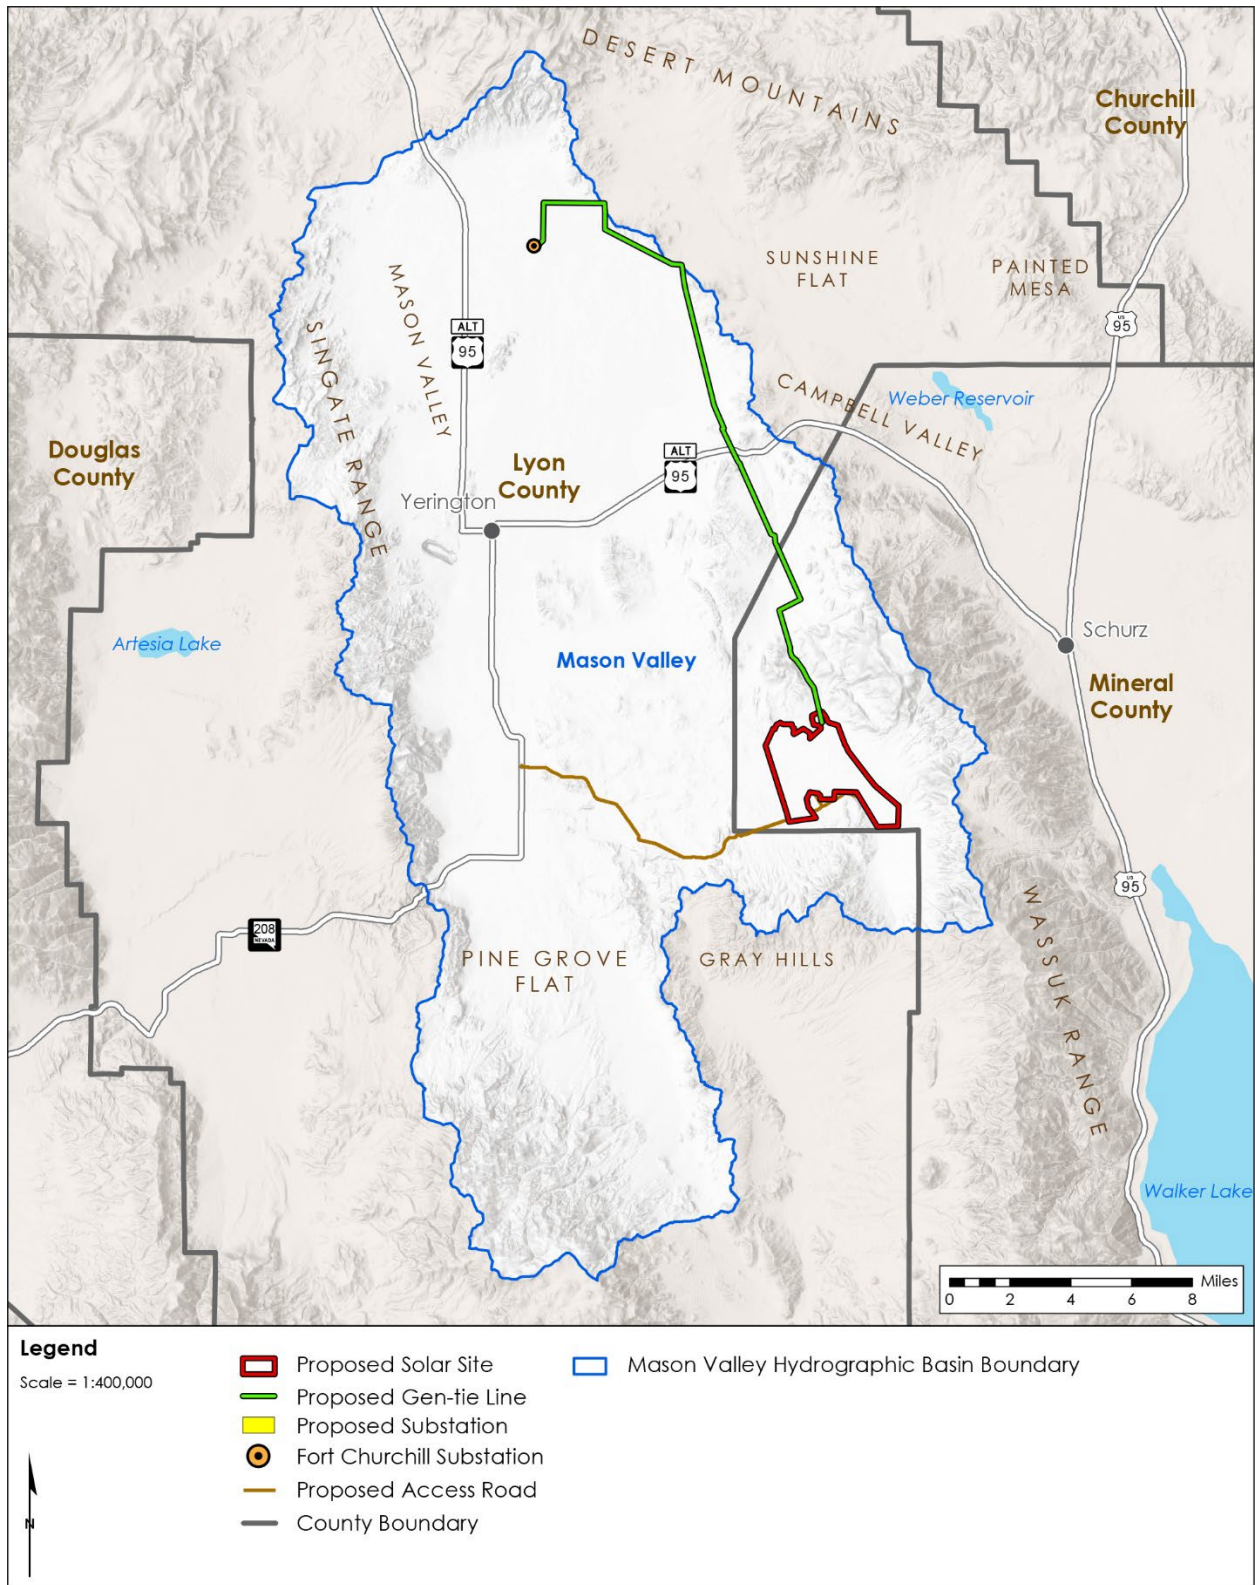 DESERT MOUNTAINS
Churchill
County
SUNSHINE
FLAT
PAINTED
MESA
MASON VALLEY
SINGATE RANGE
ALT
95
US
95
CAMPBELL VALLEY
Weber Reservoir
Douglas
County
Lyon
County
ALT
95
Yerington
Artesia Lake
Mason Valley
Schurz
Mineral
County
US
95
208
NEVADA
PINE GROVE
FLAT
GRAY HILLS
WASSUK RANGE
Walker Lake
Miles
0 2 4 6 8
Legend
Scale = 1:400,000
N
Proposed Solar Site
Proposed Gen-tie Line
Proposed Substation
Fort Churchill Substation
Proposed Access Road
County Boundary
Mason Valley Hydrographic Basin Boundary